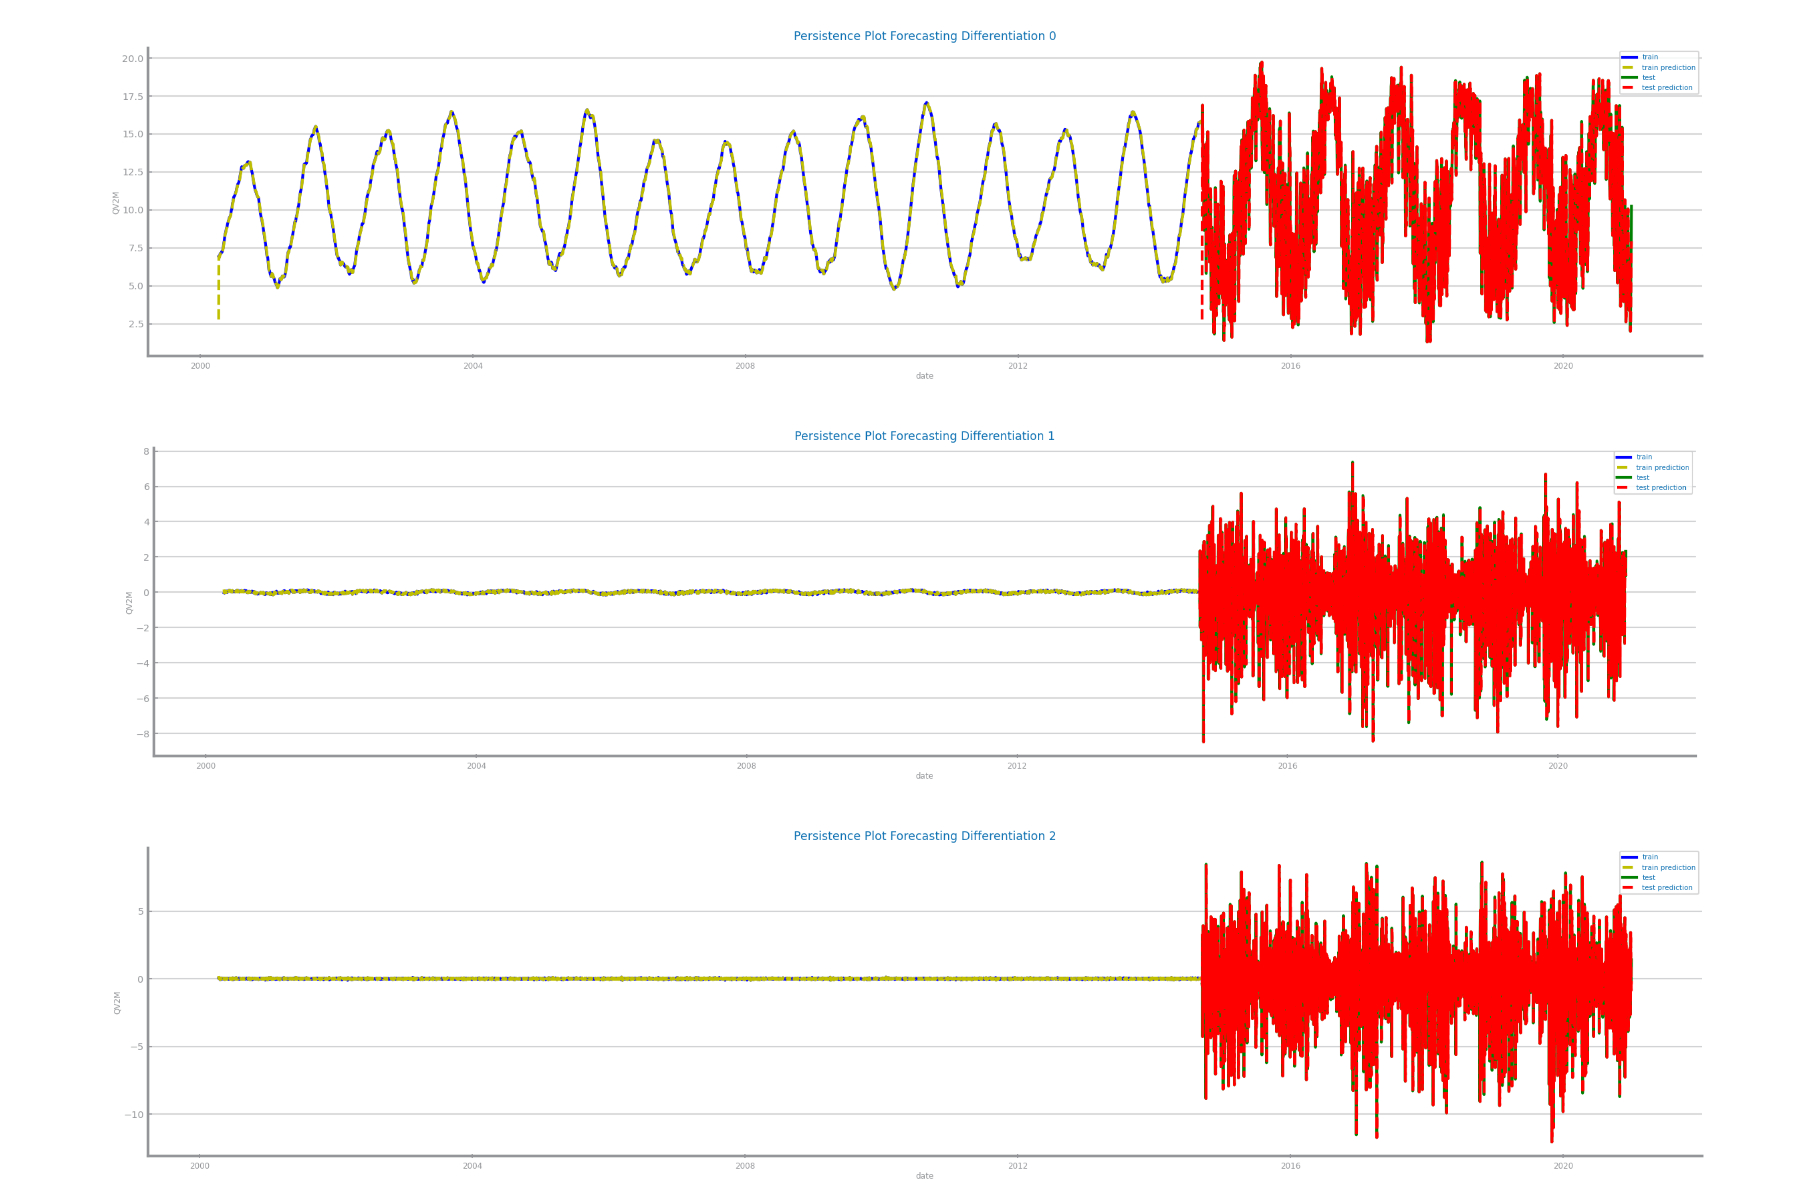 Persistence Plot Forecasting Differentiation 0
20.0
17.5
15.0
12.5
10.0
7.5
5.0
2.5
QV2M
train
train prediction
test
test prediction
2000
2004
2008
2012
2016
2020
date
Persistence Plot Forecasting Differentiation 1
8
6
4
2
0
−2
−4
−6
−8
QV2M
train
train prediction
test
test prediction
2000
2004
2008
2012
2016
2020
date
Persistence Plot Forecasting Differentiation 2
5
0
−5
−10
QV2M
train
train prediction
test
test prediction
2000
2004
2008
2012
2016
2020
date